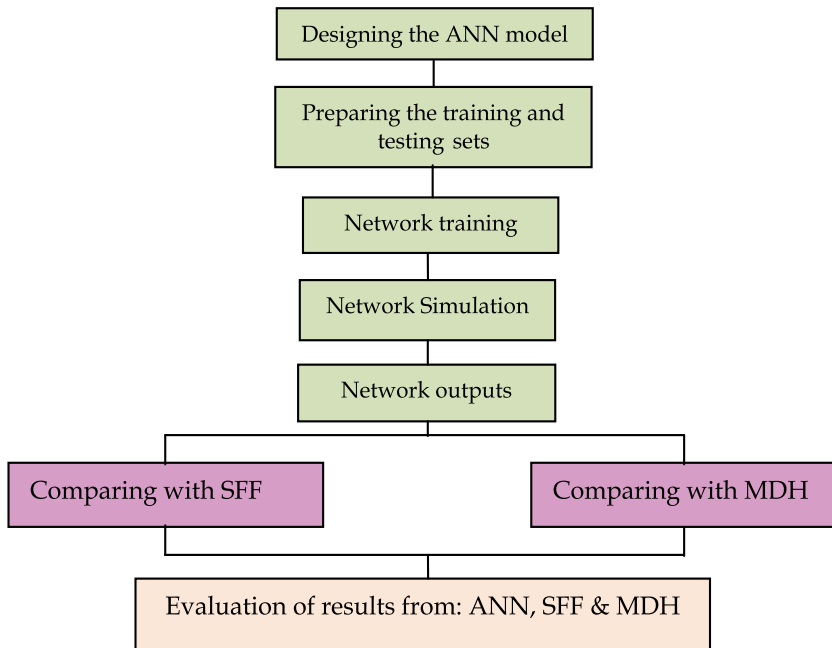 Designing the ANN model
Preparing the training and
testing sets
Network training
Network Simulation
Network outputs
Comparing with SFF
Comparing with MDH
Evaluation of results from: ANN, SFF & MDH